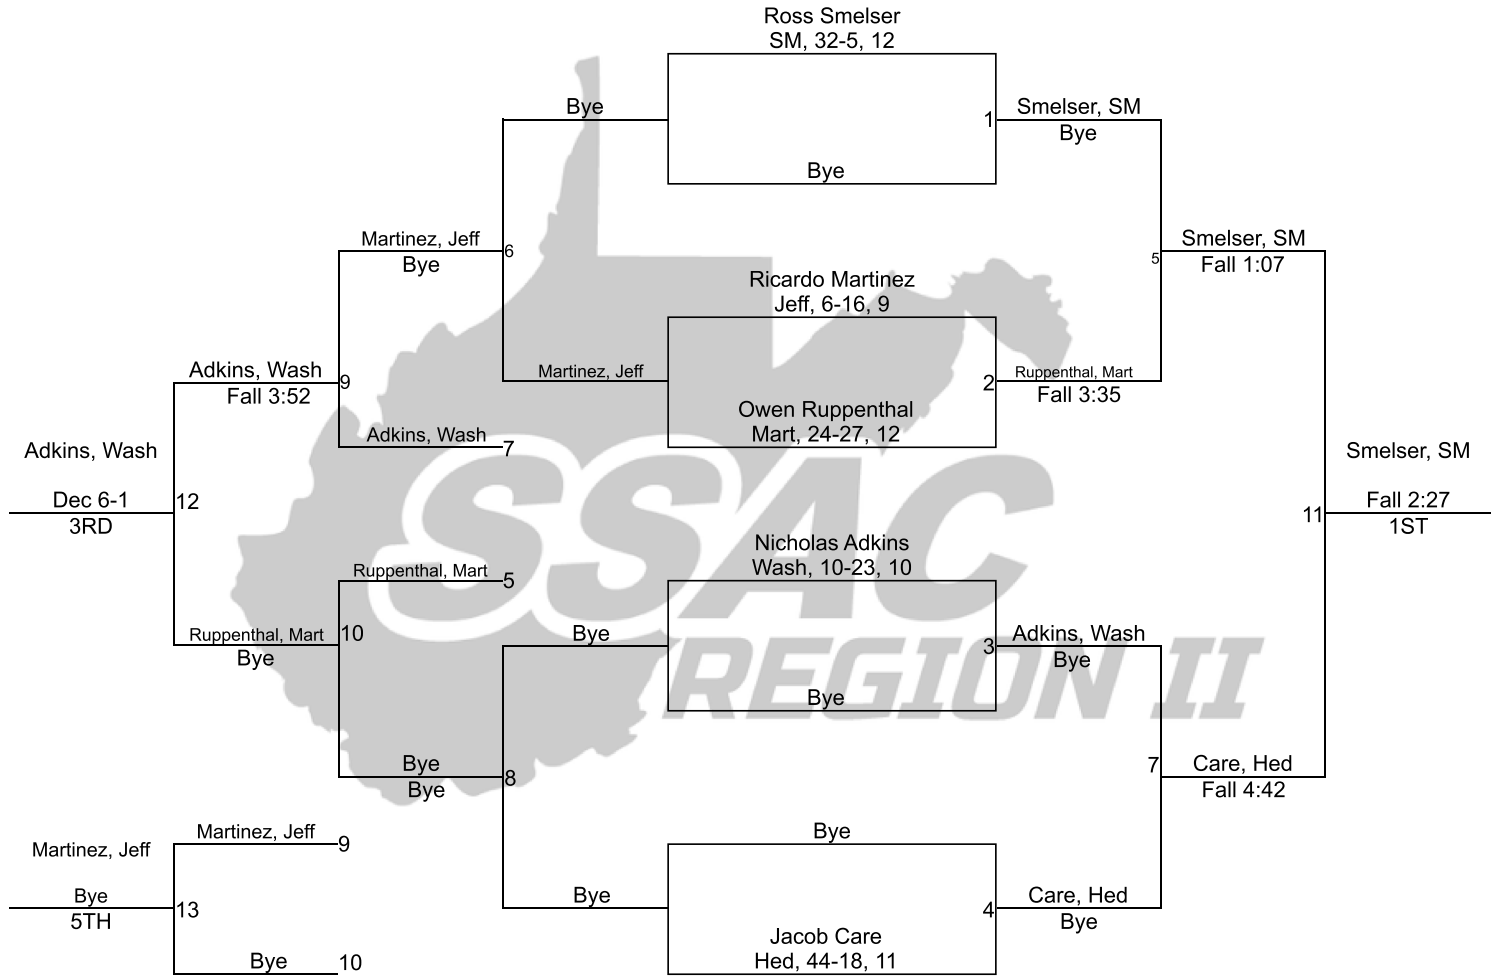 Ross Smelser
SM, 32-5, 12
Bye
1
Smelser, SM
Bye
Bye
Martinez, Jeff
Bye
6
5
Smelser, SM
Fall 1:07
Ricardo Martinez
Jeff, 6-16, 9
Adkins, Wash
Fall 3:52
9
Martinez, Jeff
2
Ruppenthal, Mart
Fall 3:35
Owen Ruppenthal
Mart, 24-27, 12
Adkins, Wash
7
Adkins, Wash
Dec 6-1
3RD
12
Smelser, SM
Fall 2:27
1ST
11
SSAC
REGION II
Nicholas Adkins
Wash, 10-23, 10
Ruppenthal, Mart
5
Ruppenthal, Mart
Bye
10
Bye
3
Adkins, Wash
Bye
Bye
Bye
Bye
8
7
Care, Hed
Fall 4:42
Martinez, Jeff
9
Martinez, Jeff
Bye
5TH
13
Bye
10
Bye
Bye
4
Care, Hed
Bye
Jacob Care
Hed, 44-18, 11